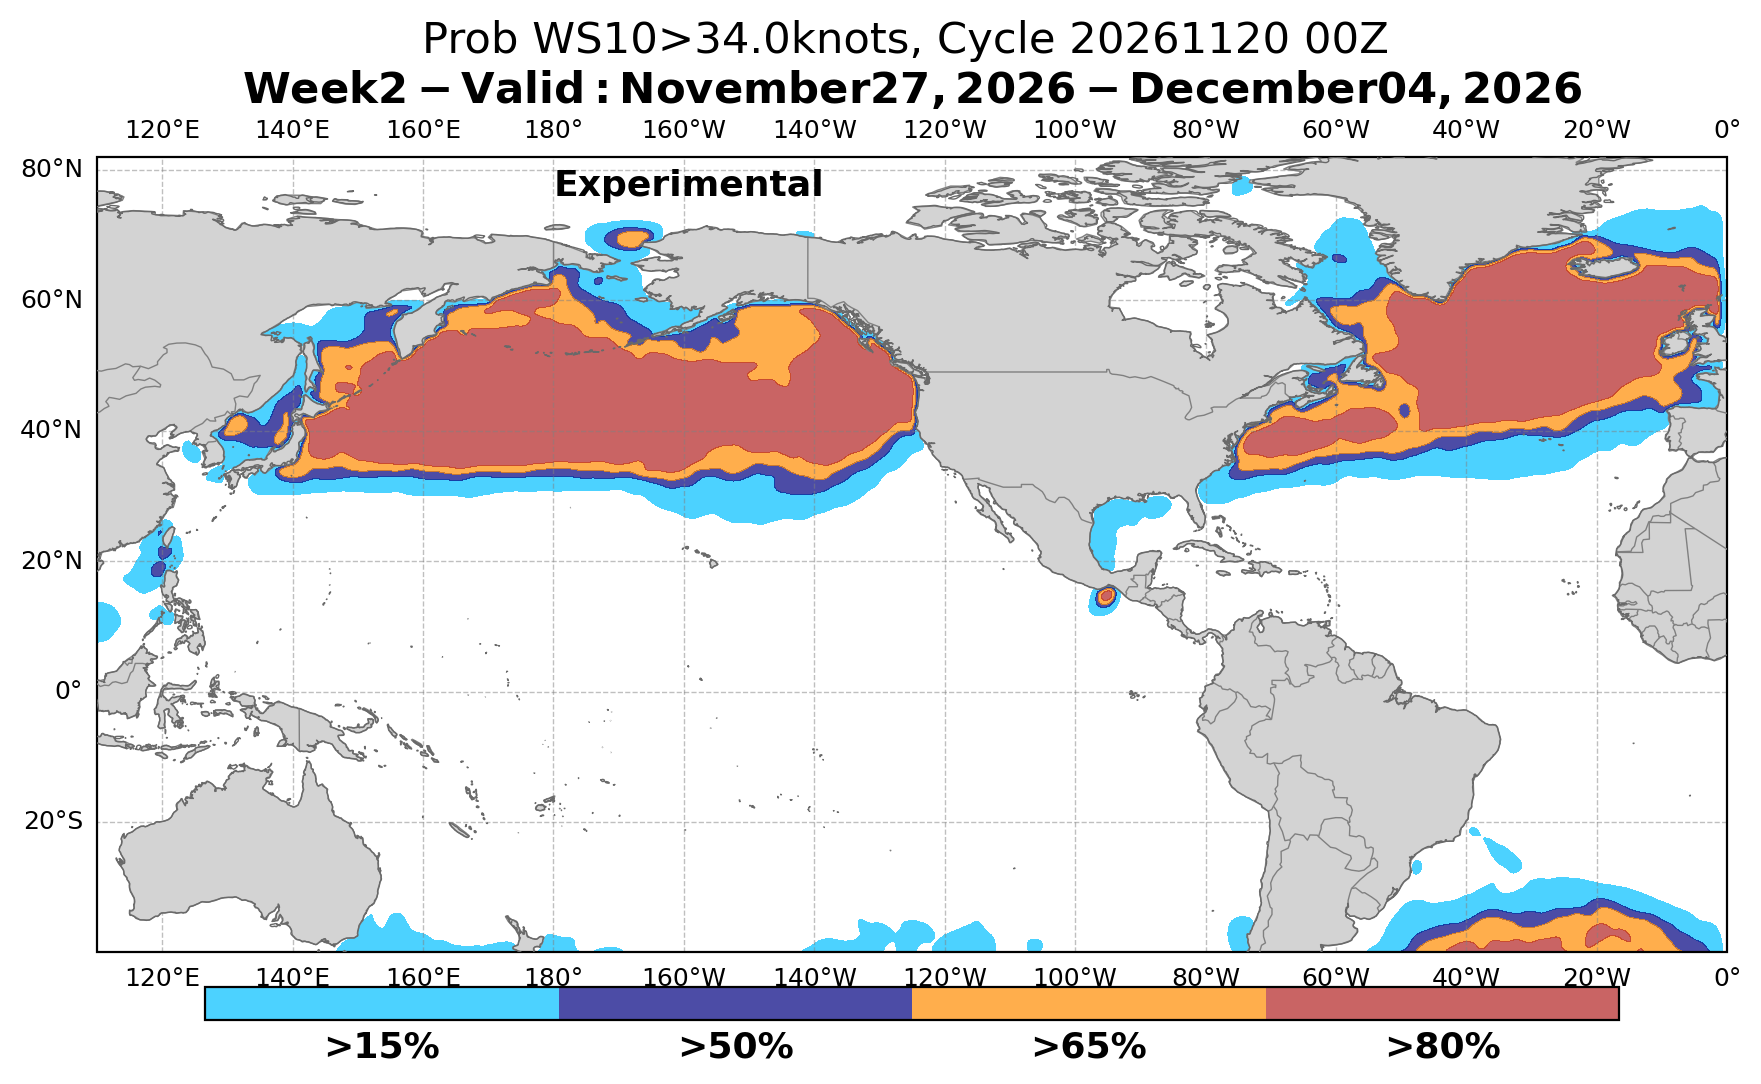 Prob WS10>34.0knots, Cycle 20261120 00Z
Week2 – Valid : November27, 2026 – December04, 2026
120°E 140°E 160°E 180° 160°W 140°W 120°W 100°W 80°W 60°W 40°W 20°W 0°
80°N
Experimental
60°N
40°N
20°N
0°
20°S
120°E 140°E 160°E 180° 160°W 140°W 120°W 100°W 80°W 60°W 40°W 20°W 0°
>15% >50% >65% >80%